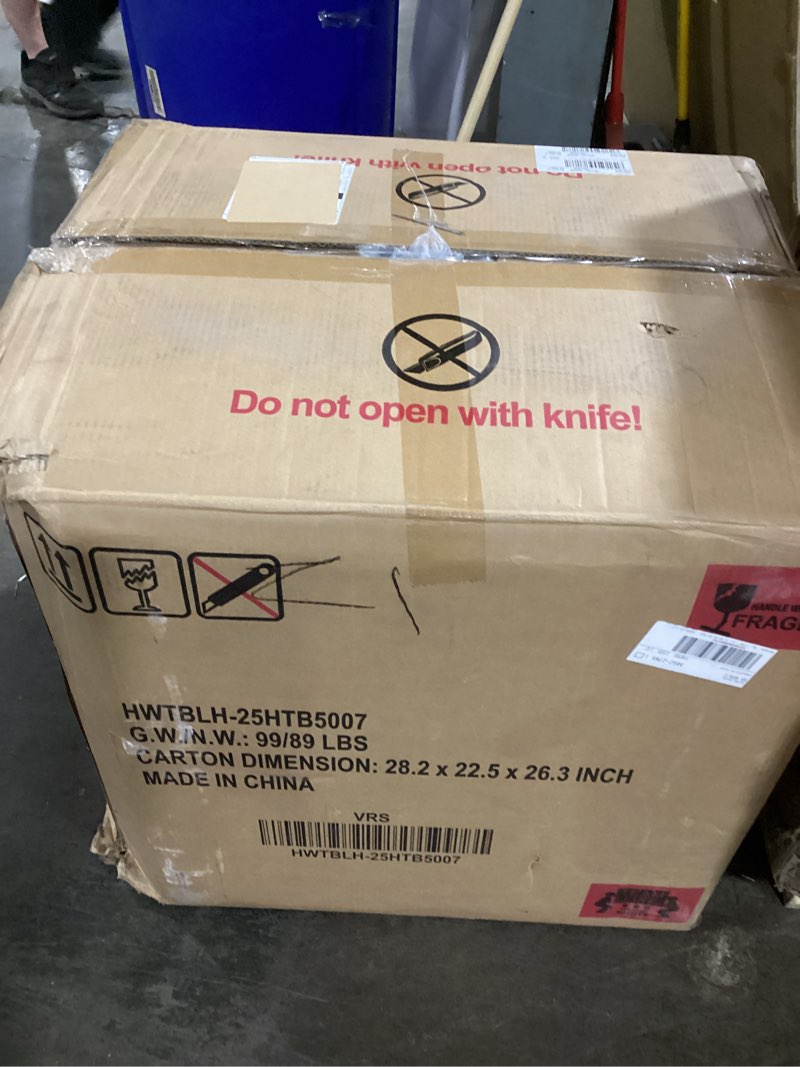 Do not open with knife!
Do not open with knife!
HANDLE W
FRAG
HWTBLH-25HTB5007
G.W./N.W.: 99/89 LBS
CARTON DIMENSION: 28.2 x 22.5 x 26.3 INCH
MADE IN CHINA
VRS
HWTBLH-25HTB5007